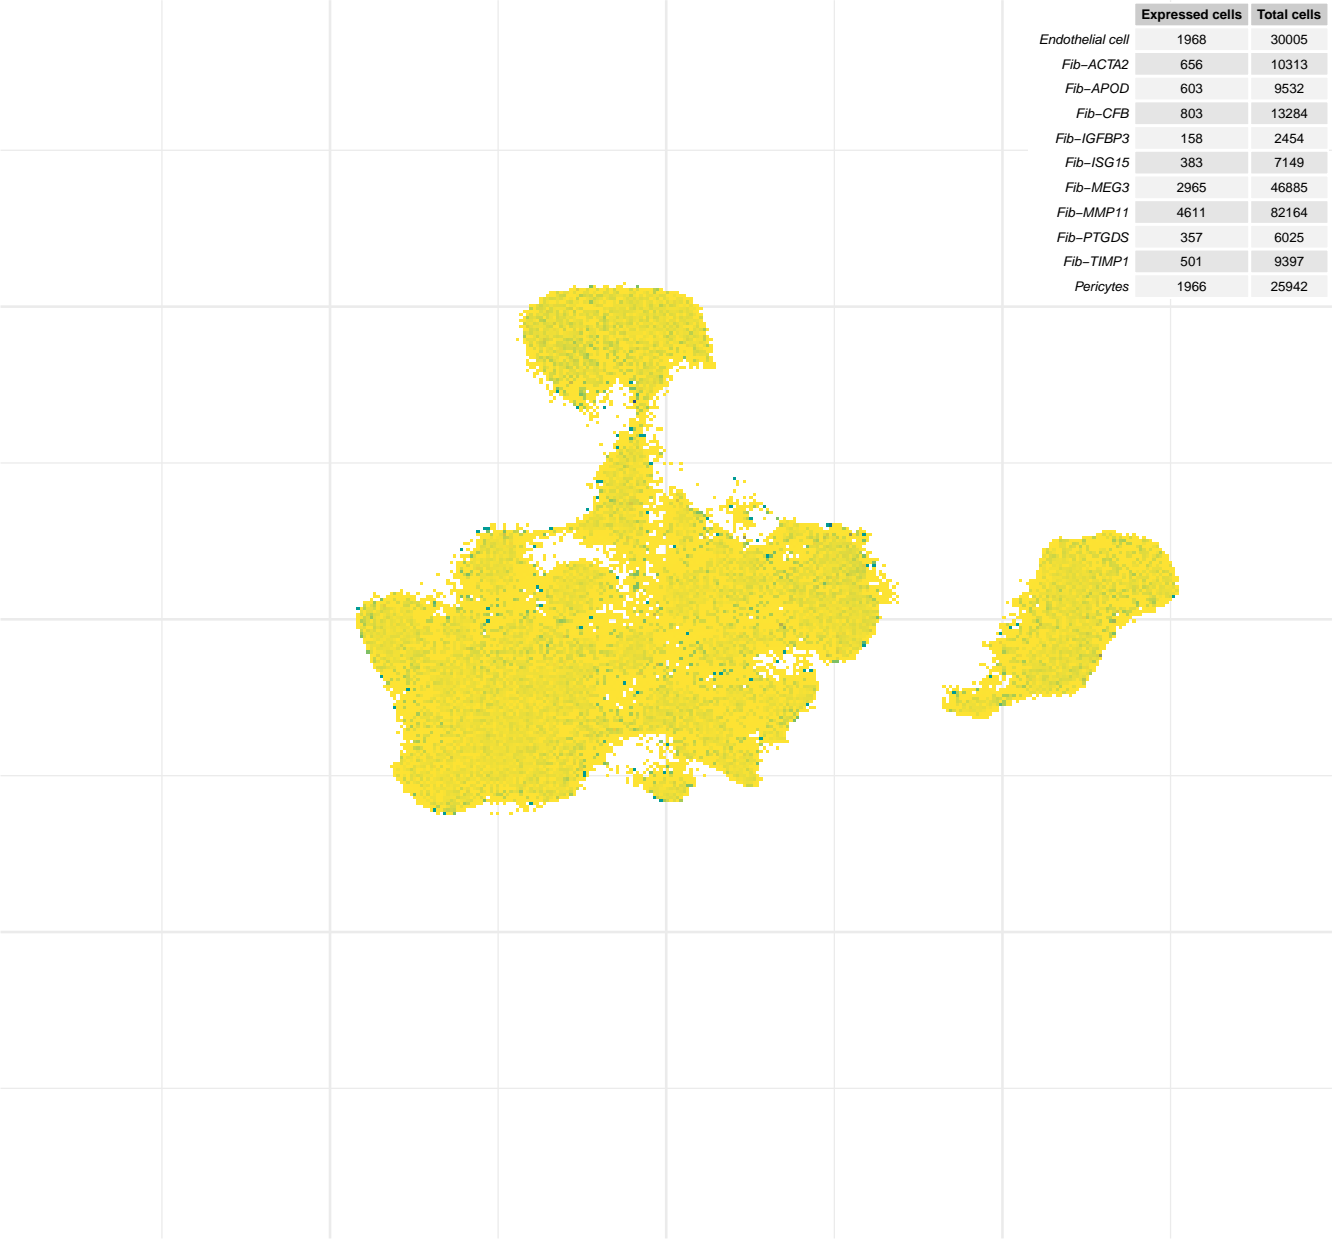 Expressed cells Total cells
Endothelial cell 1968 30005
Fib−ACTA2 656 10313
Fib−APOD 603 9532
Fib−CFB 803 13284
Fib−IGFBP3 158 2454
Fib−ISG15 383 7149
Fib−MEG3 2965 46885
Fib−MMP11 4611 82164
Fib−PTGDS 357 6025
Fib−TIMP1 501 9397
Pericytes 1966 25942